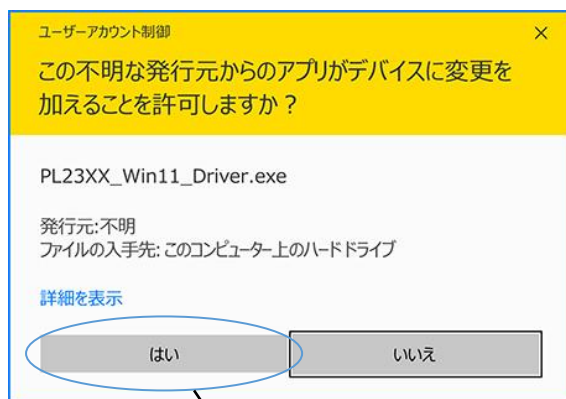 ユーザーアカウント制御
この不明な発行元からのアプリがデバイスに変更を
加えることを許可しますか？
PL23XX_Win11_Driver.exe
発行元:不明
ファイルの入手先: このコンピューター上のハード ドライブ
詳細を表示
はい
いいえ